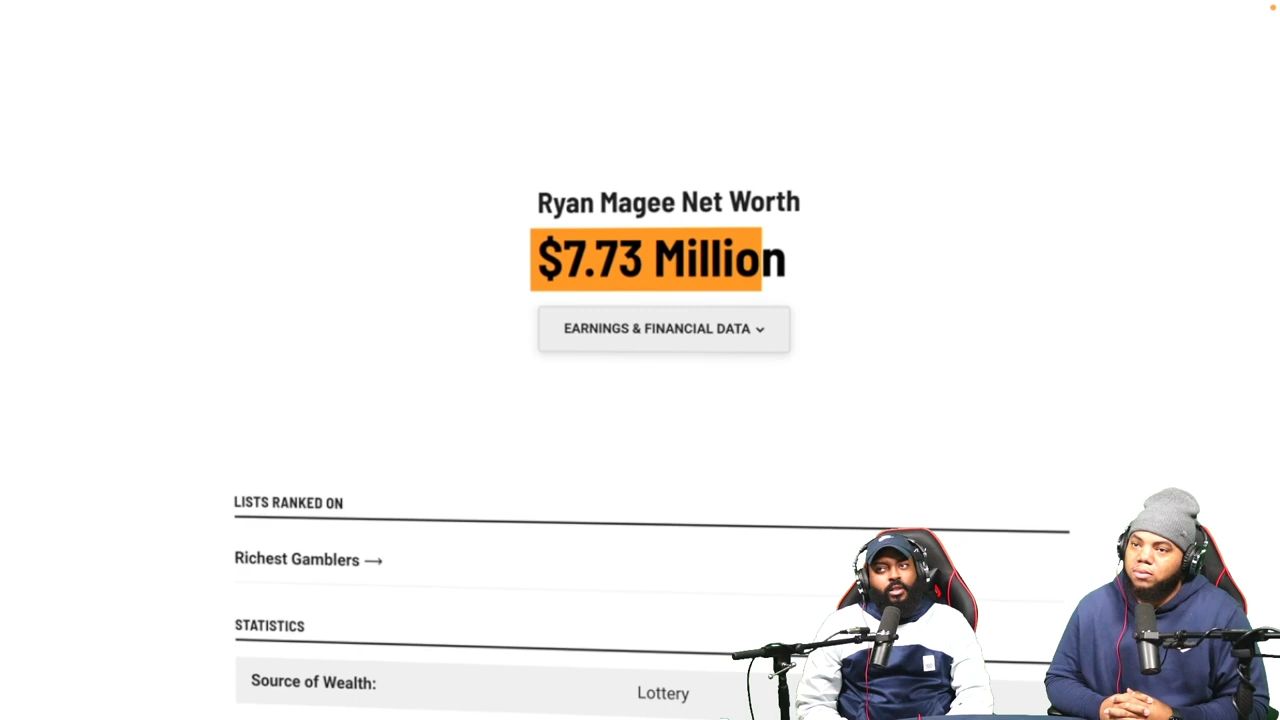 Ryan Magee Net Worth
$7.73 Million
EARNINGS & FINANCIAL DATA
LISTS RANKED ON
Richest Gamblers →
STATISTICS
Source of Wealth:
Lottery